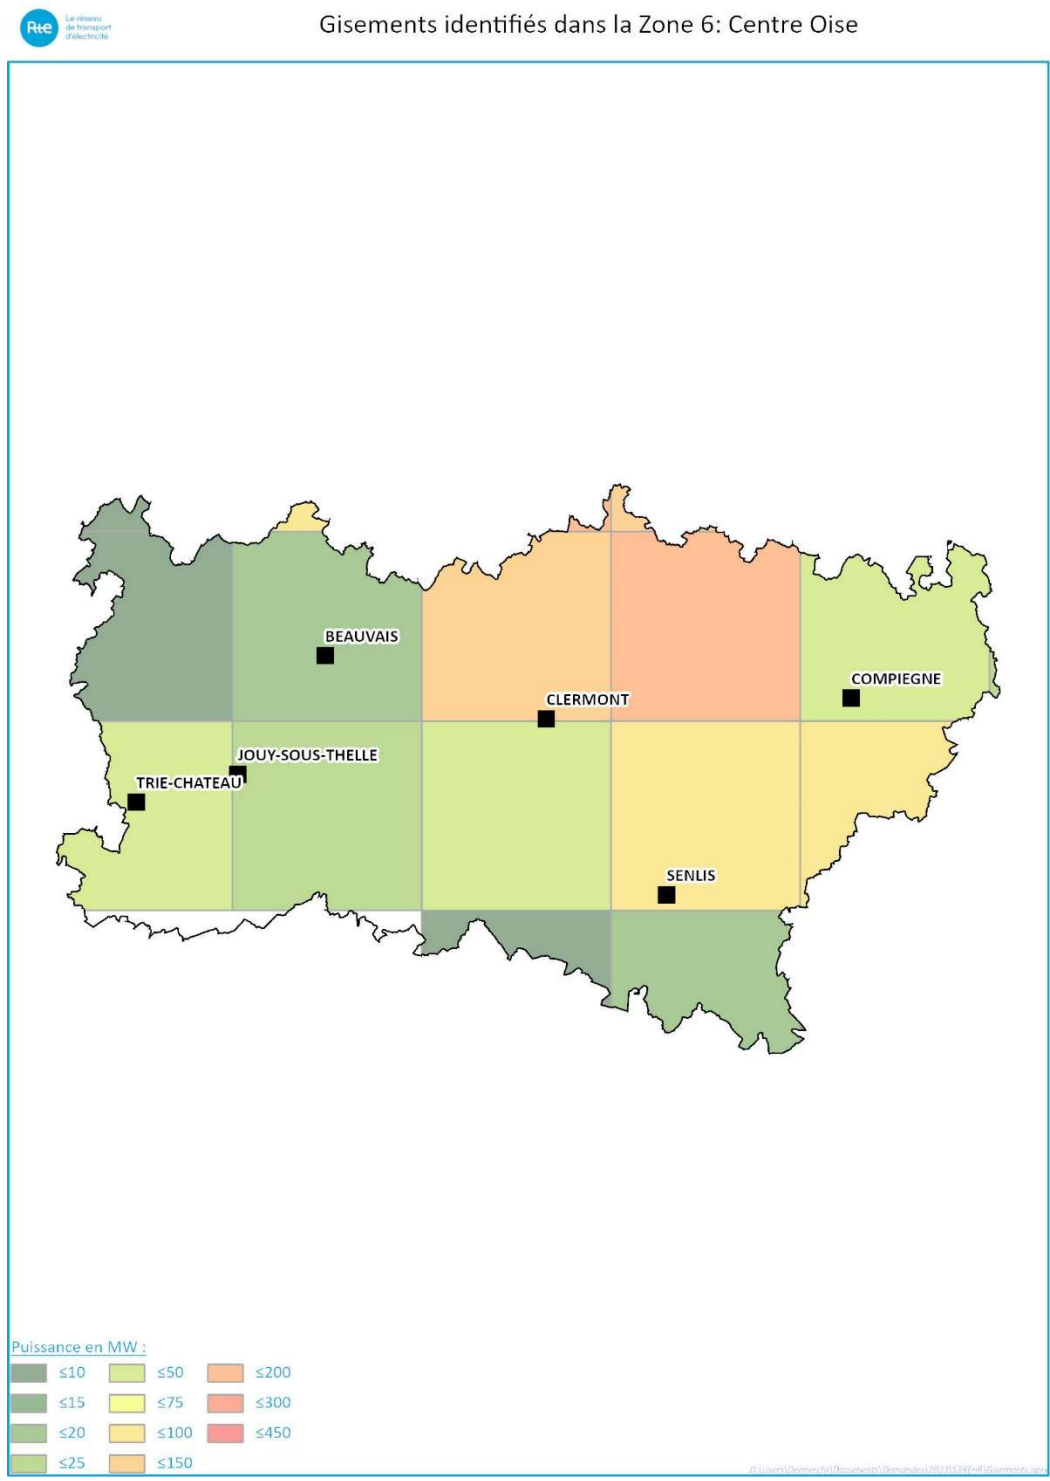 Rte
Le réseau
de transport
d'électricité
Gisements identifiés dans la Zone 6: Centre Oise
BEAUVAIS
COMPIEGNE
CLERMONT
JOUY-SOUS-THELLE
TRIE-CHATEAU
SENLIS
Puissance en MW :
≤10 ≤50 ≤200
≤15 ≤75 ≤300
≤20 ≤100 ≤450
≤25 ≤150